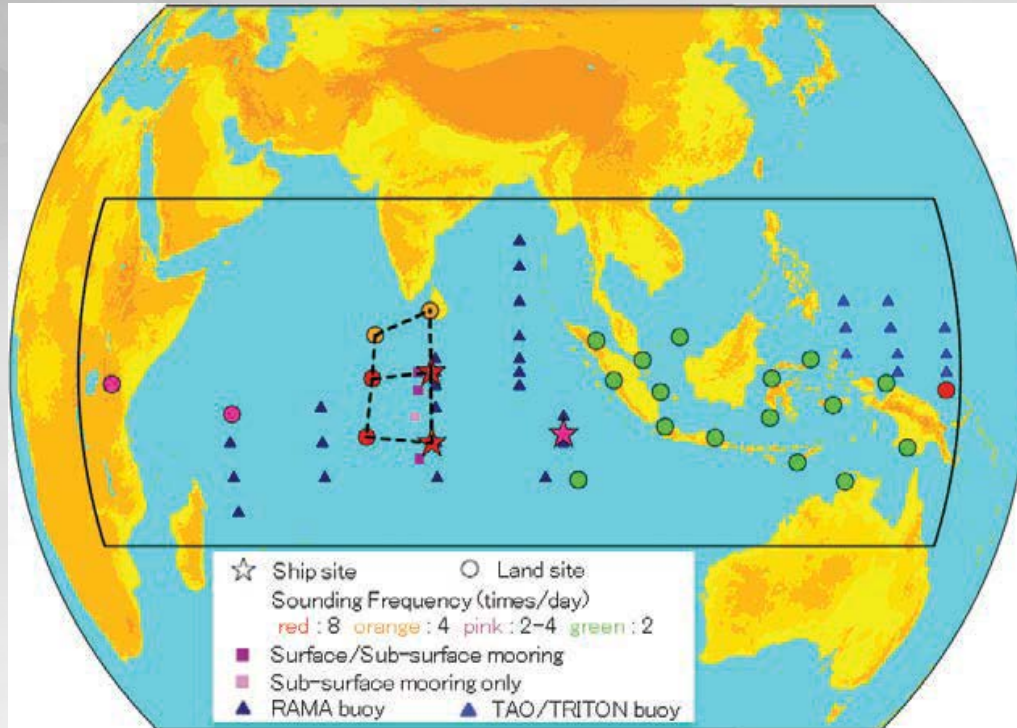 Ship site Land site
Sounding Frequency (times/day)
red : 8 orange : 4 pink : 2-4 green : 2
Surface/Sub-surface mooring
Sub-surface mooring only
RAMA buoy TAO/TRITON buoy